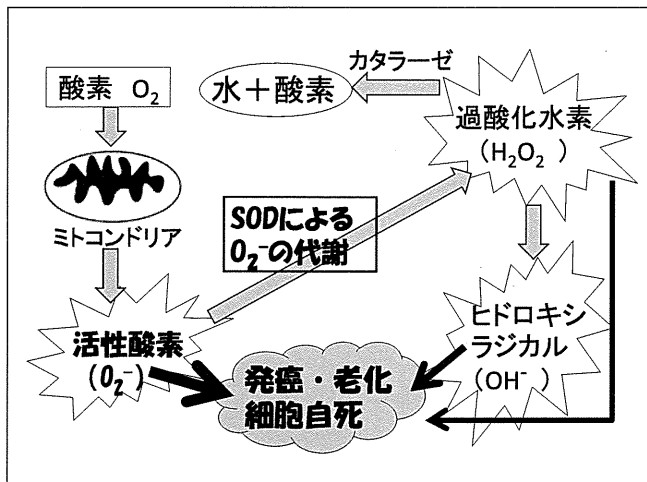 酸素 O₂
カタラーゼ
水＋酸素
過酸化水素
（H₂O₂ ）
ミトコンドリア
SODによる
O₂⁻の代謝
活性酸素
（O₂⁻）
ヒドロキシ
ラジカル
（OH⁻ ）
発癌・老化
細胞自死